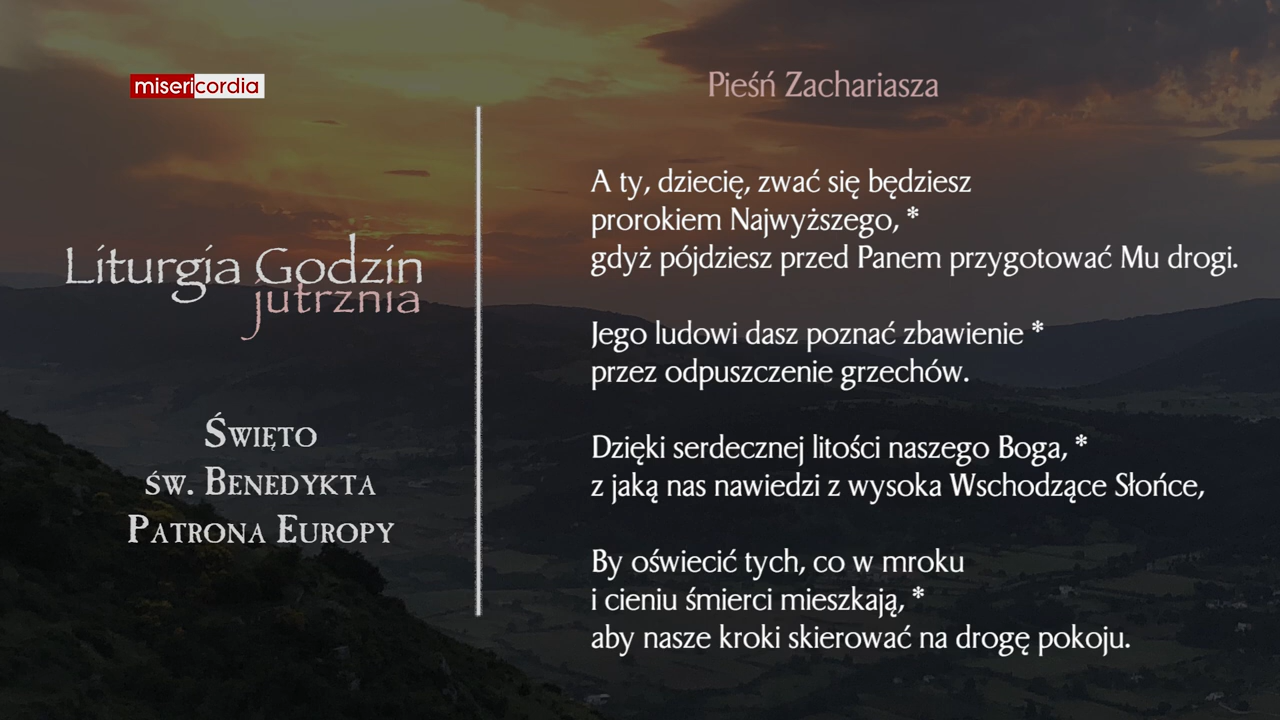 misericordia
Liturgia Godzin
jutrznia
Święto
św. Benedykta
Patrona Europy
Pieśń Zachariasza
A ty, dziecię, zwać się będziesz
prorokiem Najwyższego, *
gdyż pójdziesz przed Panem przygotować Mu drogi.
Jego ludowi dasz poznać zbawienie *
przez odpuszczenie grzechów.
Dzięki serdecznej litości naszego Boga, *
z jaką nas nawiedzi z wysoka Wschodzące Słońce,
By oświecić tych, co w mroku
i cieniu śmierci mieszkają, *
aby nasze kroki skierować na drogę pokoju.